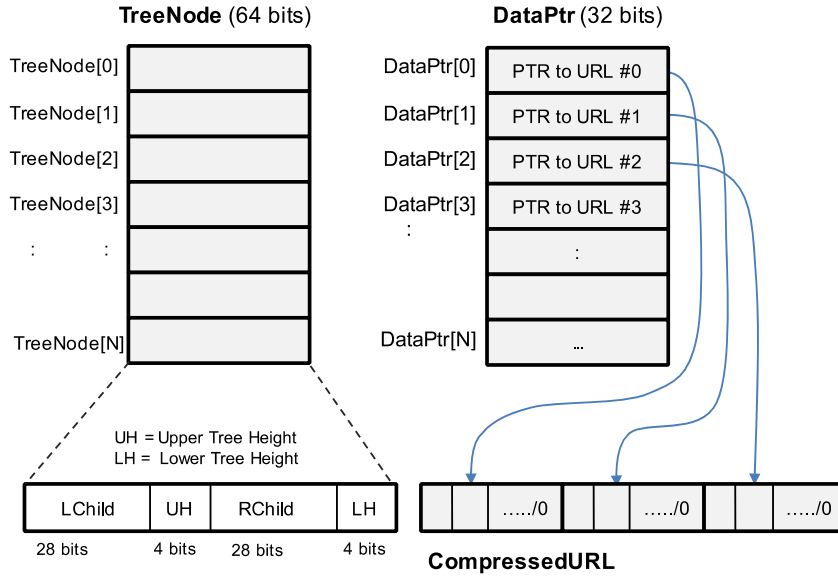 TreeNode (64 bits)
DataPtr (32 bits)
TreeNode[0]
TreeNode[1]
TreeNode[2]
TreeNode[3]
: :
TreeNode[N]
DataPtr[0]
DataPtr[1]
DataPtr[2]
DataPtr[3]
:
DataPtr[N]
PTR to URL #0
PTR to URL #1
PTR to URL #2
PTR to URL #3
:
...
UH = Upper Tree Height
LH = Lower Tree Height
LChild UH RChild LH
28 bits 4 bits 28 bits 4 bits
...../0 ...../0 ...../0
CompressedURL